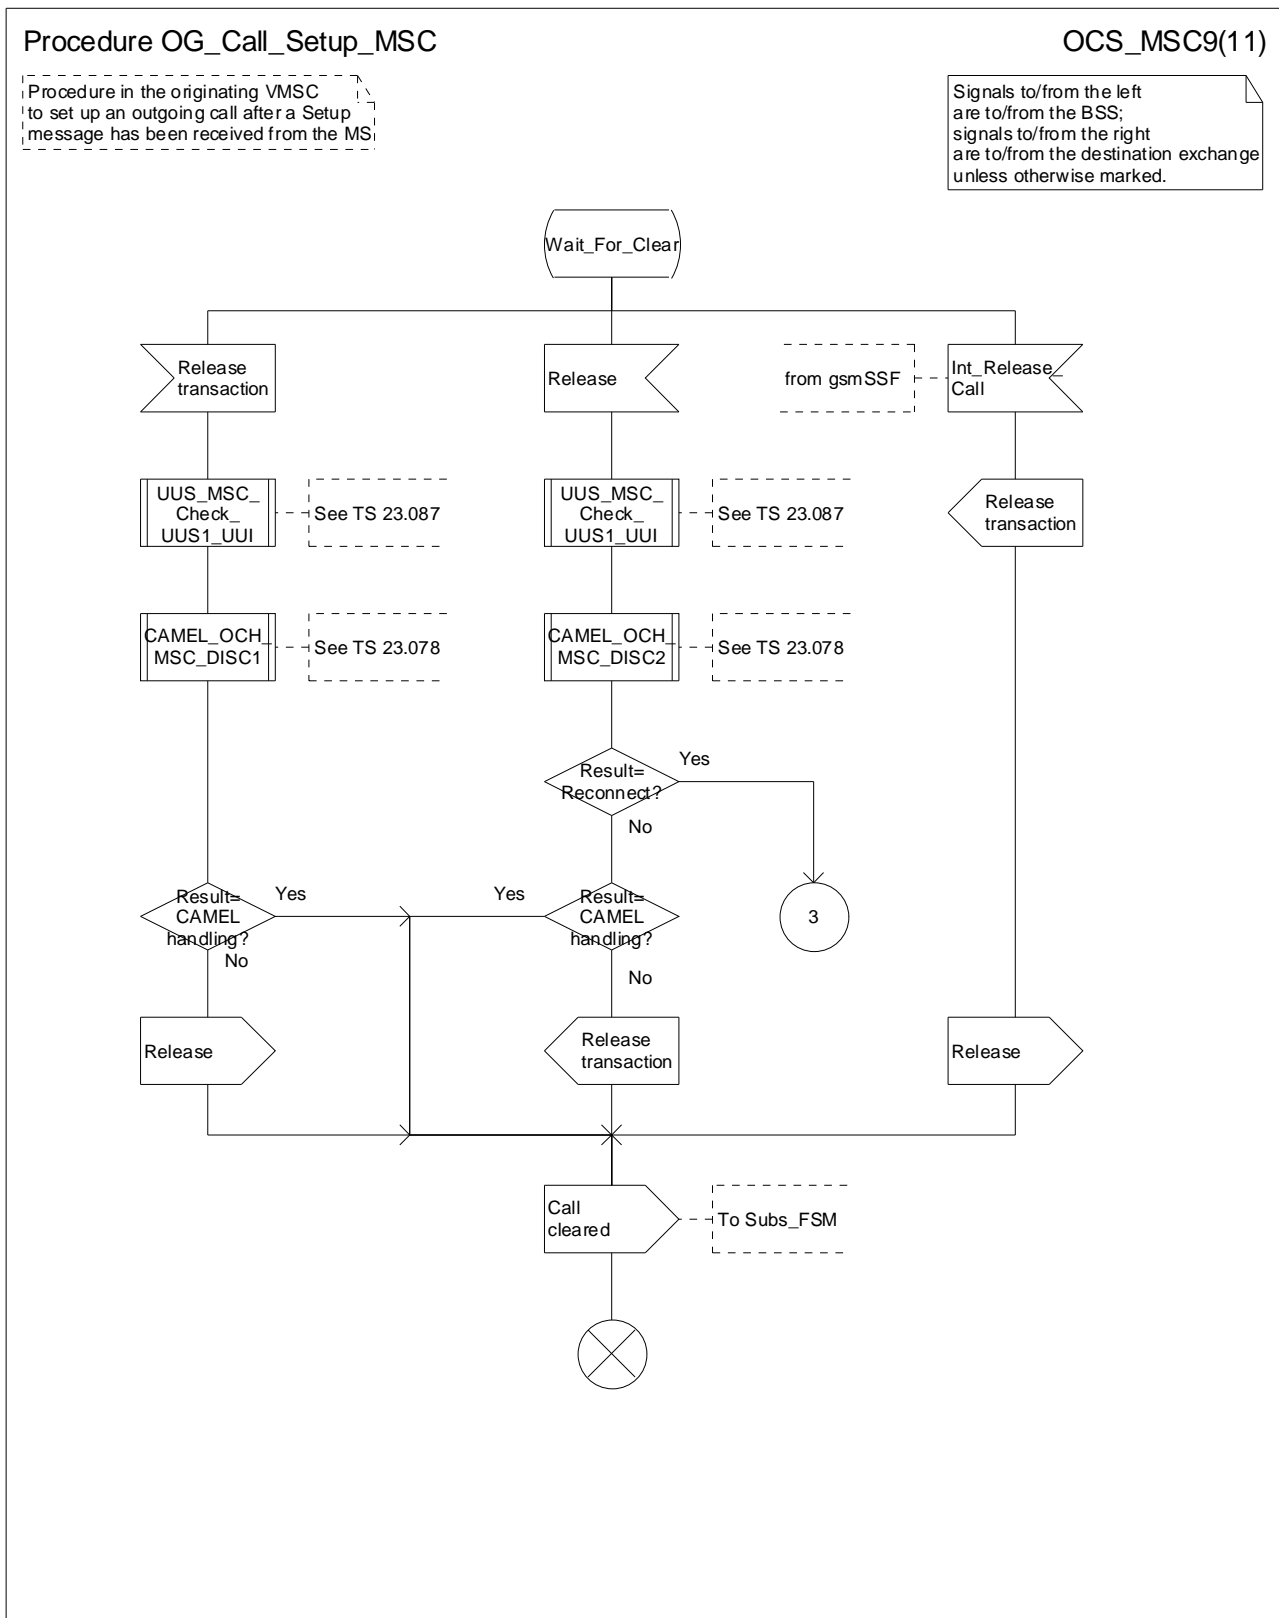 Procedure OG_Call_Setup_MSC
OCS_MSC9(11)
Procedure in the originating VMSC
to set up an outgoing call after a Setup
message has been received from the MS
Signals to/from the left
are to/from the BSS;
signals to/from the right
are to/from the destination exchange
unless otherwise marked.
Wait_For_Clear
Release
transaction
Release
from gsmSSF
Int_Release_
Call
UUS_MSC_
Check_
UUS1_UUI
See TS 23.087
UUS_MSC_
Check_
UUS1_UUI
See TS 23.087
Release
transaction
CAMEL_OCH_
MSC_DISC1
See TS 23.078
CAMEL_OCH_
MSC_DISC2
See TS 23.078
Result=
Reconnect?
Yes
No
Result=
CAMEL
handling?
Yes
No
Yes
Result=
CAMEL
handling?
No
3
Release
Release
transaction
Release
Call
cleared
To Subs_FSM